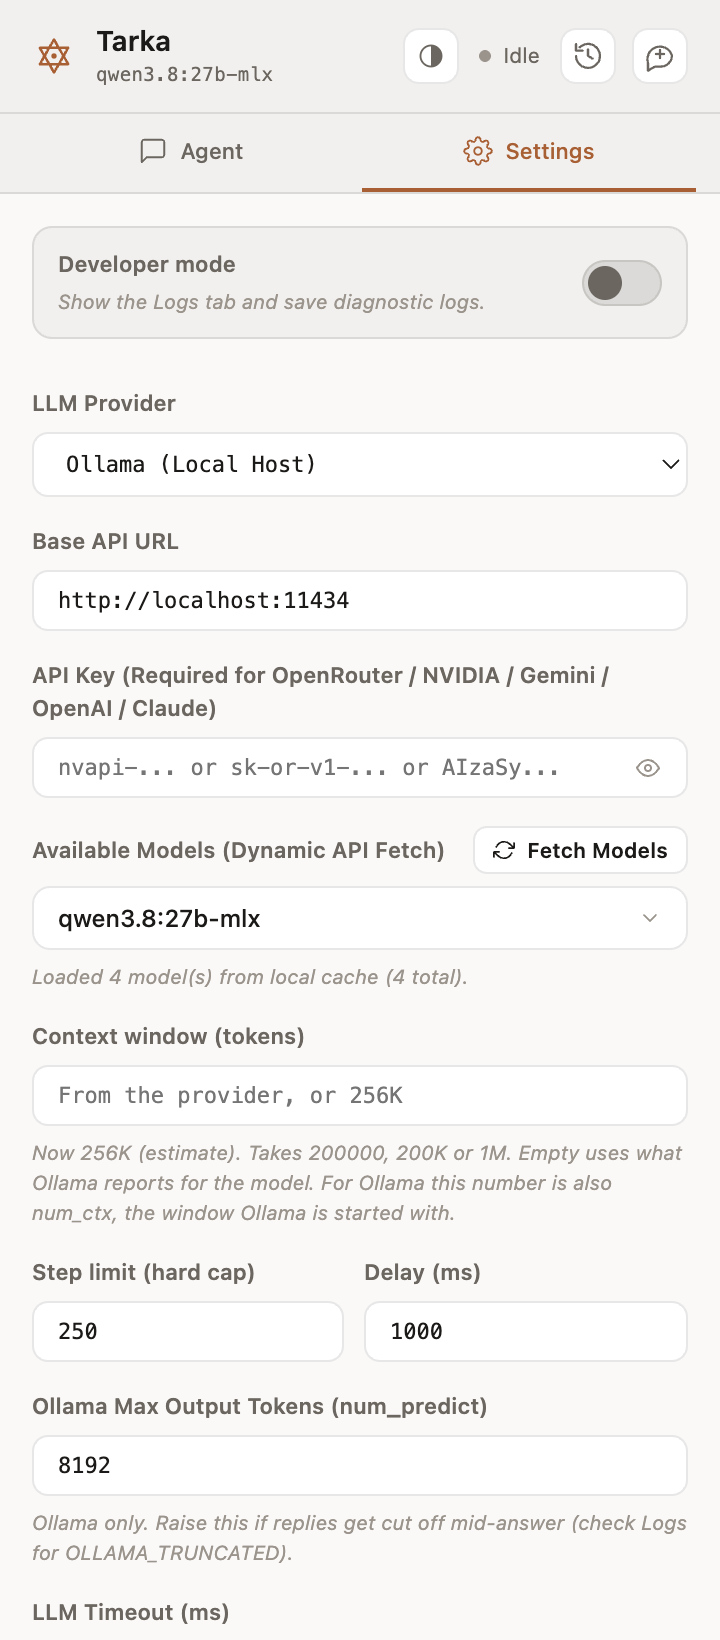 Tarka
qwen3.8:27b-mlx
Idle
Agent
Settings
Developer mode
Show the Logs tab and save diagnostic logs.
LLM Provider
Ollama (Local Host)
Base API URL
http://localhost:11434
API Key (Required for OpenRouter / NVIDIA / Gemini /
OpenAI / Claude)
nvapi-... or sk-or-v1-... or AIzaSy...
Available Models (Dynamic API Fetch)
Fetch Models
qwen3.8:27b-mlx
Loaded 4 model(s) from local cache (4 total).
Context window (tokens)
From the provider, or 256K
Now 256K (estimate). Takes 200000, 200K or 1M. Empty uses what
Ollama reports for the model. For Ollama this number is also
num_ctx, the window Ollama is started with.
Step limit (hard cap)
Delay (ms)
250
1000
Ollama Max Output Tokens (num_predict)
8192
Ollama only. Raise this if replies get cut off mid-answer (check Logs
for OLLAMA_TRUNCATED).
LLM Timeout (ms)